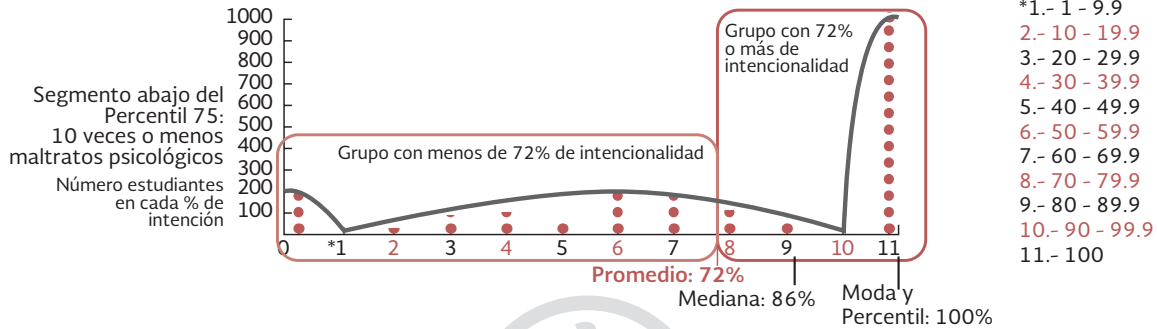 1000
900
800
700
600
500
400
300
200
100
Segmento abajo del
Percentil 75:
10 veces o menos
maltratos psicológicos
Número estudiantes
en cada % de
intención
Grupo con menos de 72% de intencionalidad
Grupo con 72%
o más de
intencionalidad
0 *1 2 3 4 5 6 7 8 9 10 11
Promedio: 72%
Mediana: 86%
Moda y
Percentil: 100%
*1.- 1 - 9.9
2.- 10 - 19.9
3.- 20 - 29.9
4.- 30 - 39.9
5.- 40 - 49.9
6.- 50 - 59.9
7.- 60 - 69.9
8.- 70 - 79.9
9.- 80 - 89.9
10.- 90 - 99.9
11.- 100